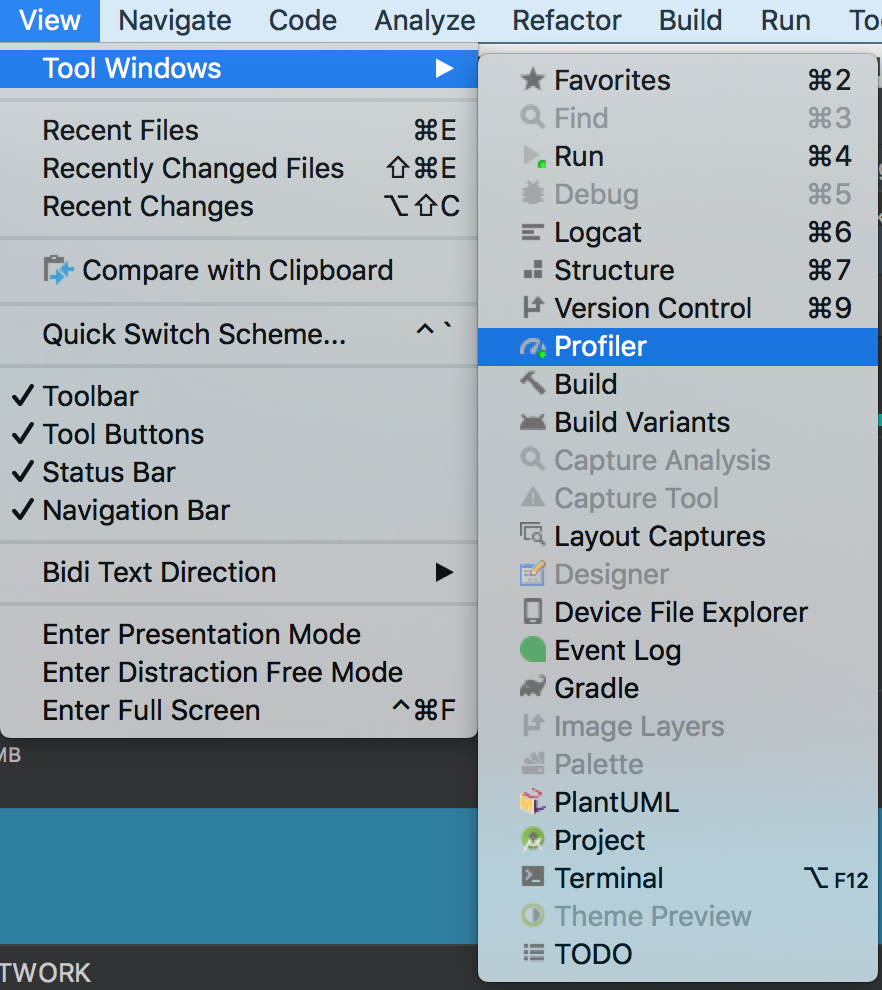 View Navigate Code Analyze Refactor Build Run
Tool Windows ▶
Recent Files ⌘E
Recently Changed Files ⇧⌘E
Recent Changes ⌥⇧C
Compare with Clipboard
Quick Switch Scheme... ^`
✓ Toolbar
✓ Tool Buttons
✓ Status Bar
✓ Navigation Bar
Bidi Text Direction ▶
Enter Presentation Mode
Enter Distraction Free Mode
Enter Full Screen ^⌘F
Favorites ⌘2
Find ⌘3
Run ⌘4
Debug ⌘5
Logcat ⌘6
Structure ⌘7
Version Control ⌘9
Profiler
Build
Build Variants
Capture Analysis
Capture Tool
Layout Captures
Designer
Device File Explorer
Event Log
Gradle
Image Layers
Palette
PlantUML
Project
Terminal ⌥F12
Theme Preview
TODO
MB
TWORK